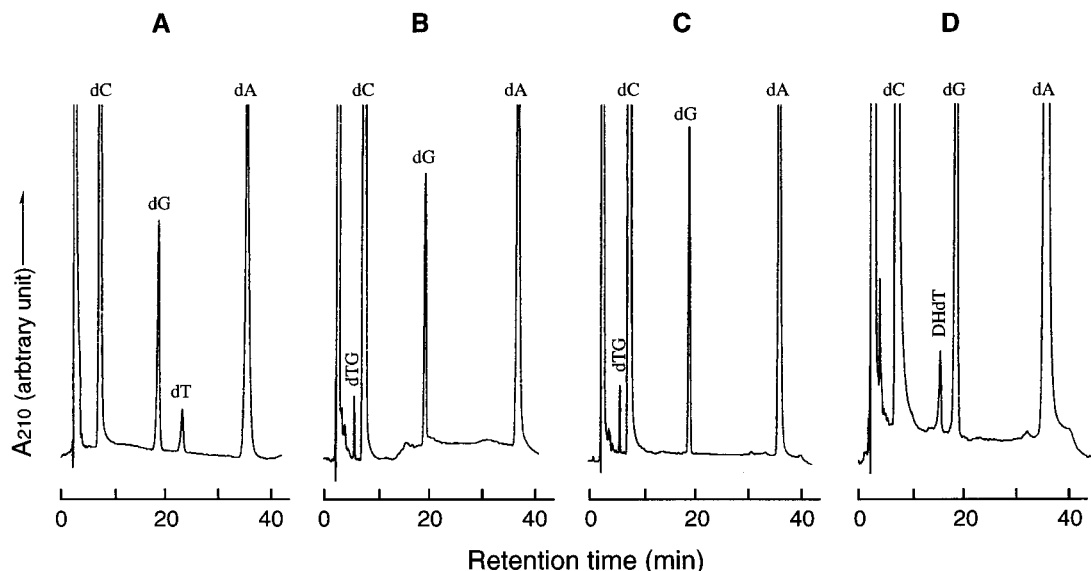 A
B
C
D
dC
dG
dT
dA
dTG
dC
dG
dA
dTG
dC
dG
dA
dC
DHdT
dG
dA
A210 (arbtrary unit)
0 20 40
0 20 40
0 20 40
0 20 40
Retention time (min)